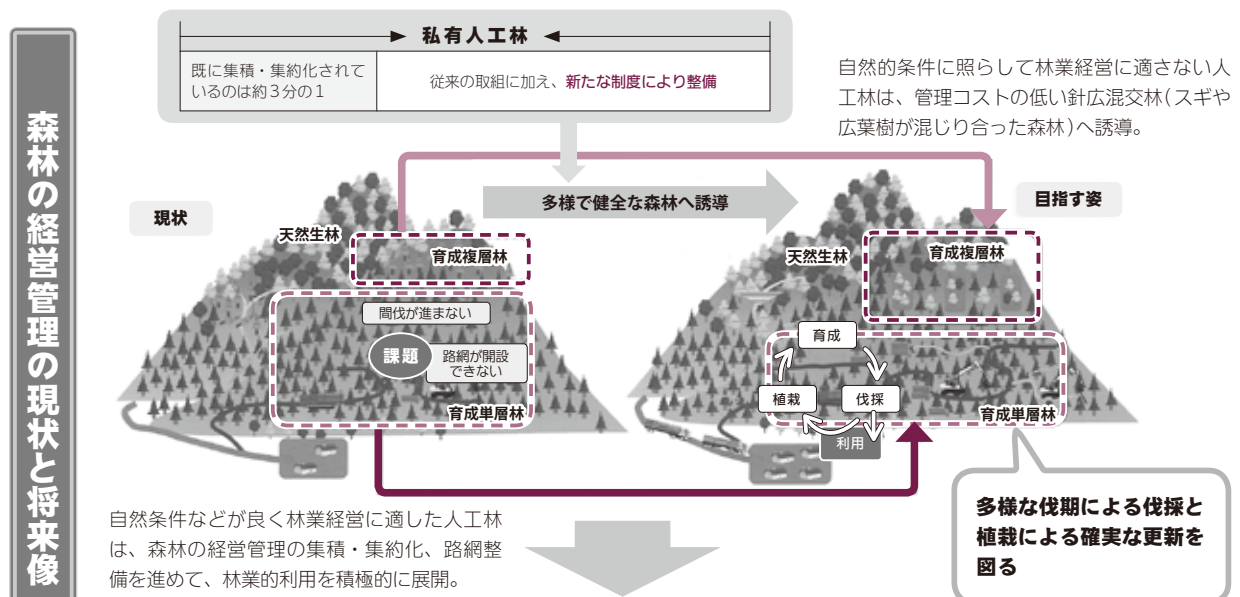 森林の経営管理の現状と将来像
私有人工林
既に集積・集約化されて
いるのは約3分の1
従来の取組に加え、新たな制度により整備
自然的条件に照らして林業経営に適さない人
工林は、管理コストの低い針広混交林(スギや
広葉樹が混じり合った森林)へ誘導。
多様で健全な森林へ誘導
現状
天然生林
育成複層林
間伐が進まない
課題
路網が開設
できない
育成単層林
目指す姿
天然生林
育成複層林
育成
植栽
伐採
利用
育成単層林
自然条件などが良く林業経営に適した人工林
は、森林の経営管理の集積・集約化、路網整
備を進めて、林業的利用を積極的に展開。
多様な伐期による伐採と
植栽による確実な更新を
図る